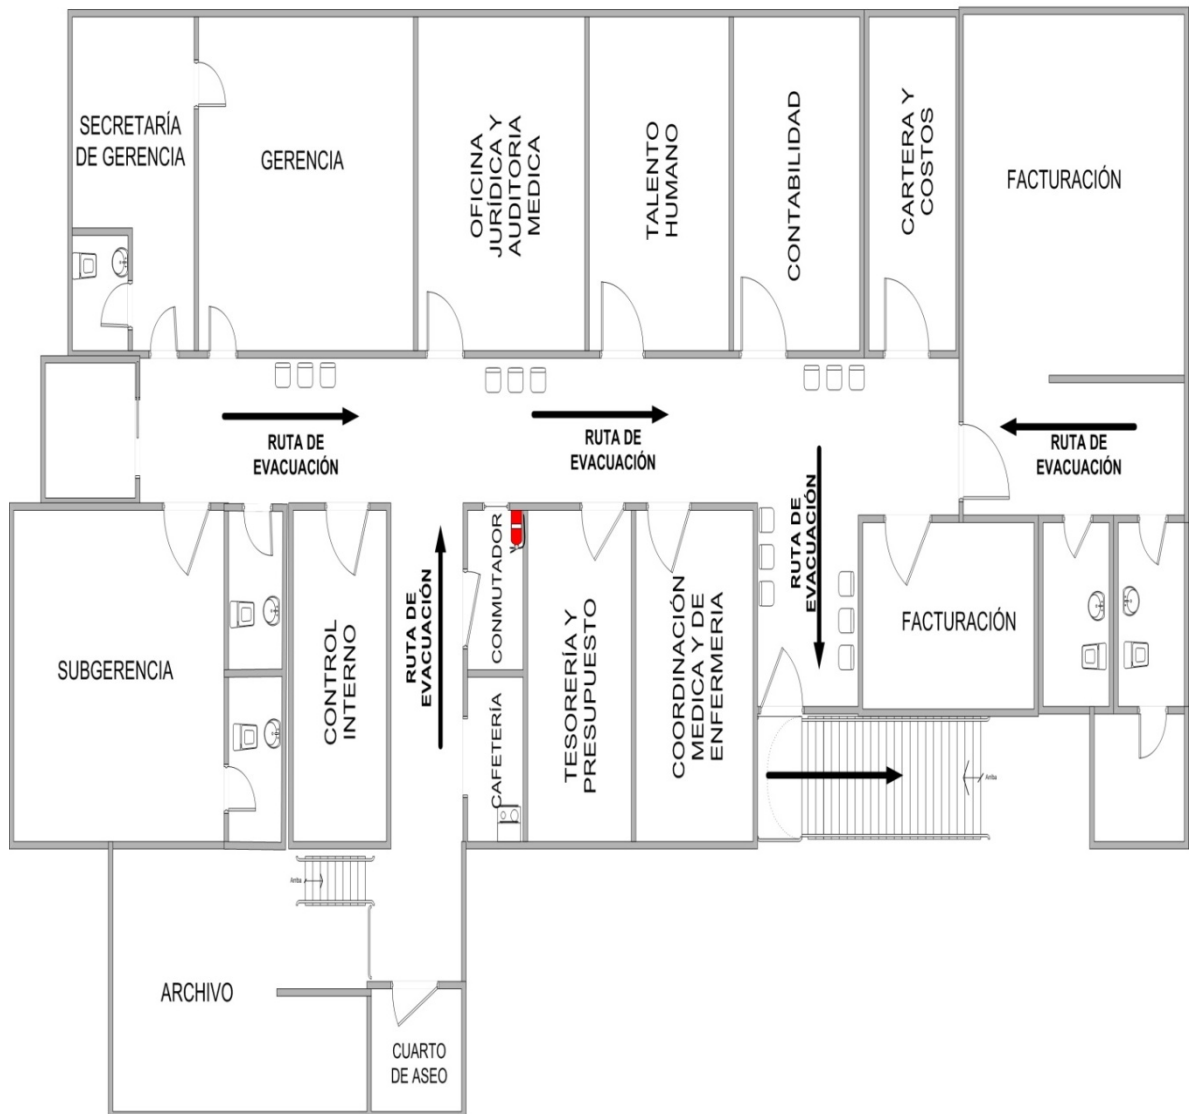 SECRETARÍA
DE GERENCIA
GERENCIA
OFICINA
JURÍDICA Y
AUDITORIA
MEDICA
TALENTO
HUMANO
CONTABILIDAD
CARTERA Y
COSTOS
FACTURACIÓN
RUTA DE
EVACUACIÓN
RUTA DE
EVACUACIÓN
RUTA DE
EVACUACIÓN
RUTA DE
EVACUACIÓN
RUTA DE
EVACUACIÓN
SUBGERENCIA
CONTROL
INTERNO
CONMUTADOR
CAFETERÍA
TESORERÍA Y
PRESUPUESTO
COORDINACIÓN
MEDICA Y DE
ENFERMERIA
FACTURACIÓN
Arriba
Arriba
ARCHIVO
CUARTO
DE ASEO